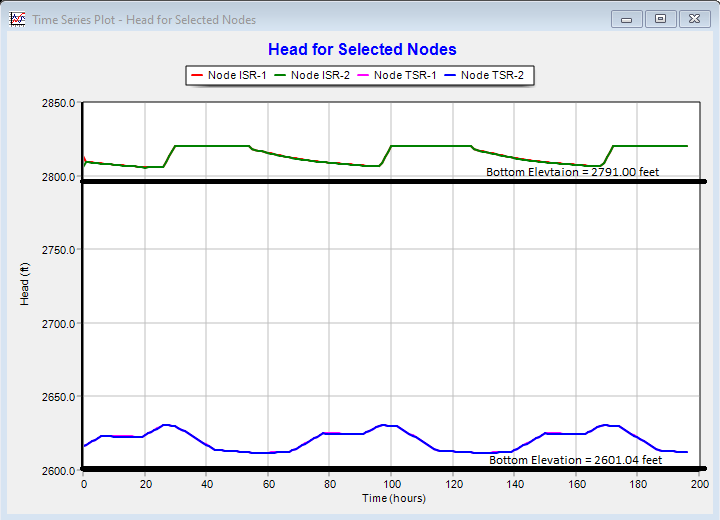 Time Series Plot - Head for Selected Nodes
Head for Selected Nodes
Node ISR-1 Node ISR-2 Node TSR-1 Node TSR-2
2850.0
2800.0
2750.0
2700.0
2650.0
2600.0
Head (ft)
Bottom Elevtaion = 2791.00 feet
Bottom Elevation = 2601.04 feet
0 20 40 60 80 100 120 140 160 180 200
Time (hours)